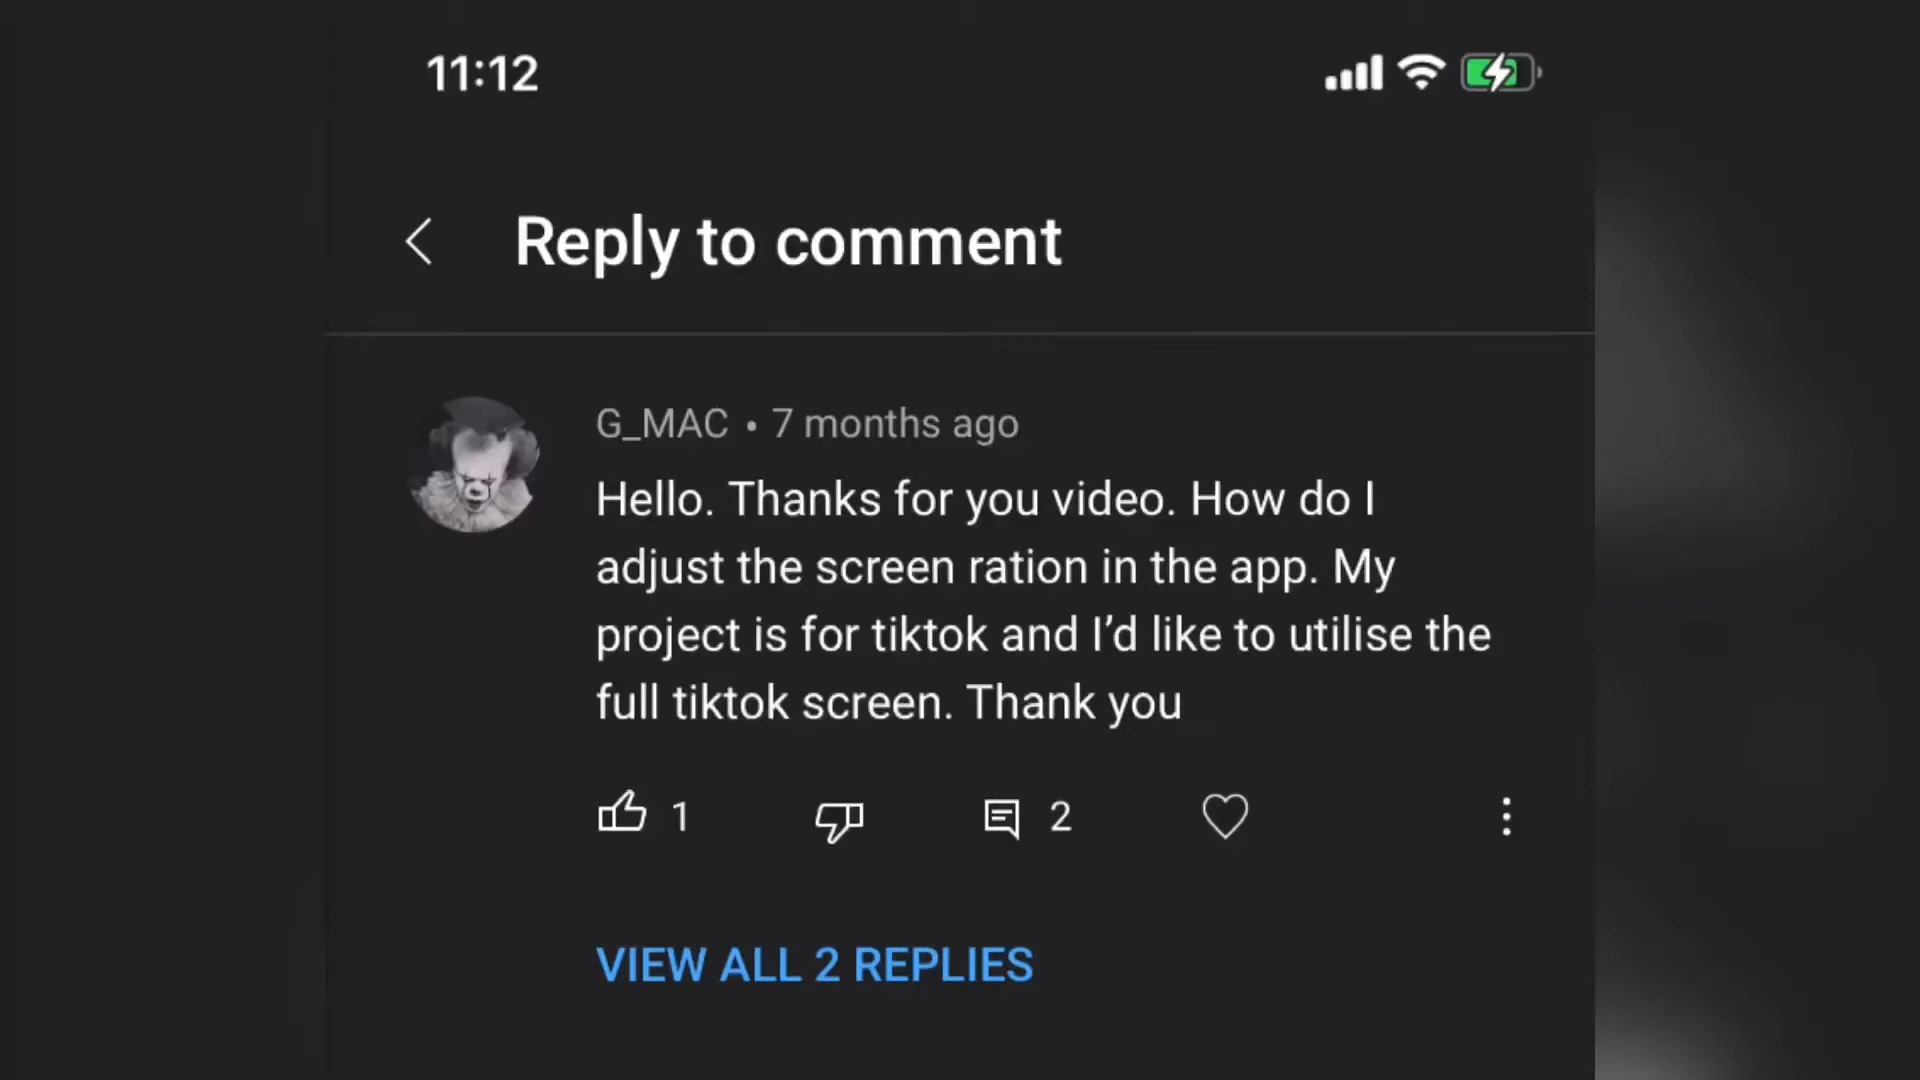 11:12
Reply to comment
G_MAC • 7 months ago
Hello. Thanks for you video. How do I
adjust the screen ration in the app. My
project is for tiktok and I’d like to utilise the
full tiktok screen. Thank you
1 2
VIEW ALL 2 REPLIES